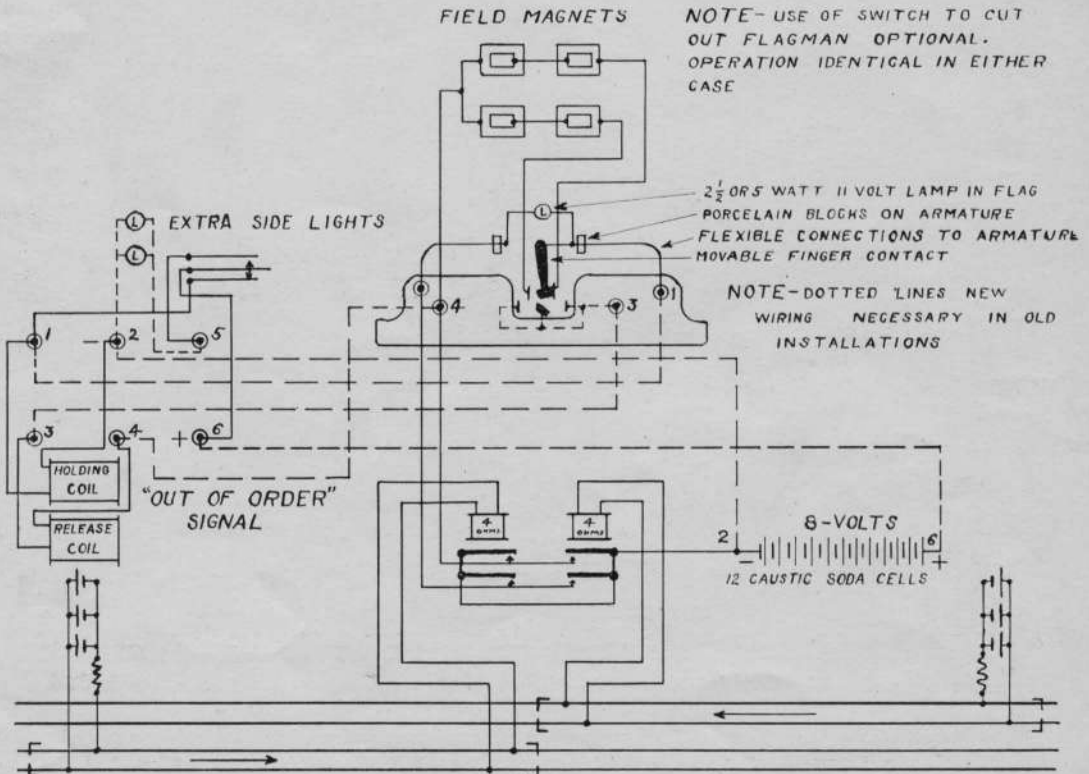 FIELD MAGNETS
NOTE- USE OF SWITCH TO CUT
OUT FLAGMAN OPTIONAL.
OPERATION IDENTICAL IN EITHER
CASE
2 1/2 OR 5 WATT 11 VOLT LAMP IN FLAG
PORCELAIN BLOCKS ON ARMATURE
FLEXIBLE CONNECTIONS TO ARMATURE
MOVABLE FINGER CONTACT
L
L EXTRA SIDE LIGHTS
L
4
3
1
NOTE-DOTTED LINES NEW
WIRING NECESSARY IN OLD
INSTALLATIONS
1
2
5
3
4
+ 6
HOLDING
COIL
RELEASE
COIL
"OUT OF ORDER"
SIGNAL
4
OHMS
4
OHMS
8-VOLTS
2
6
- +
12 CAUSTIC SODA CELLS